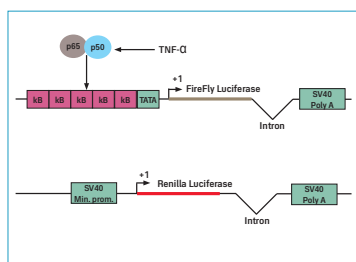 p65 p50 TNF-α
+1
kB kB kB kB kB TATA FireFly Luciferase SV40
Poly A
Intron
SV40
Min. prom.
+1
Renilla Luciferase
SV40
Poly A
Intron